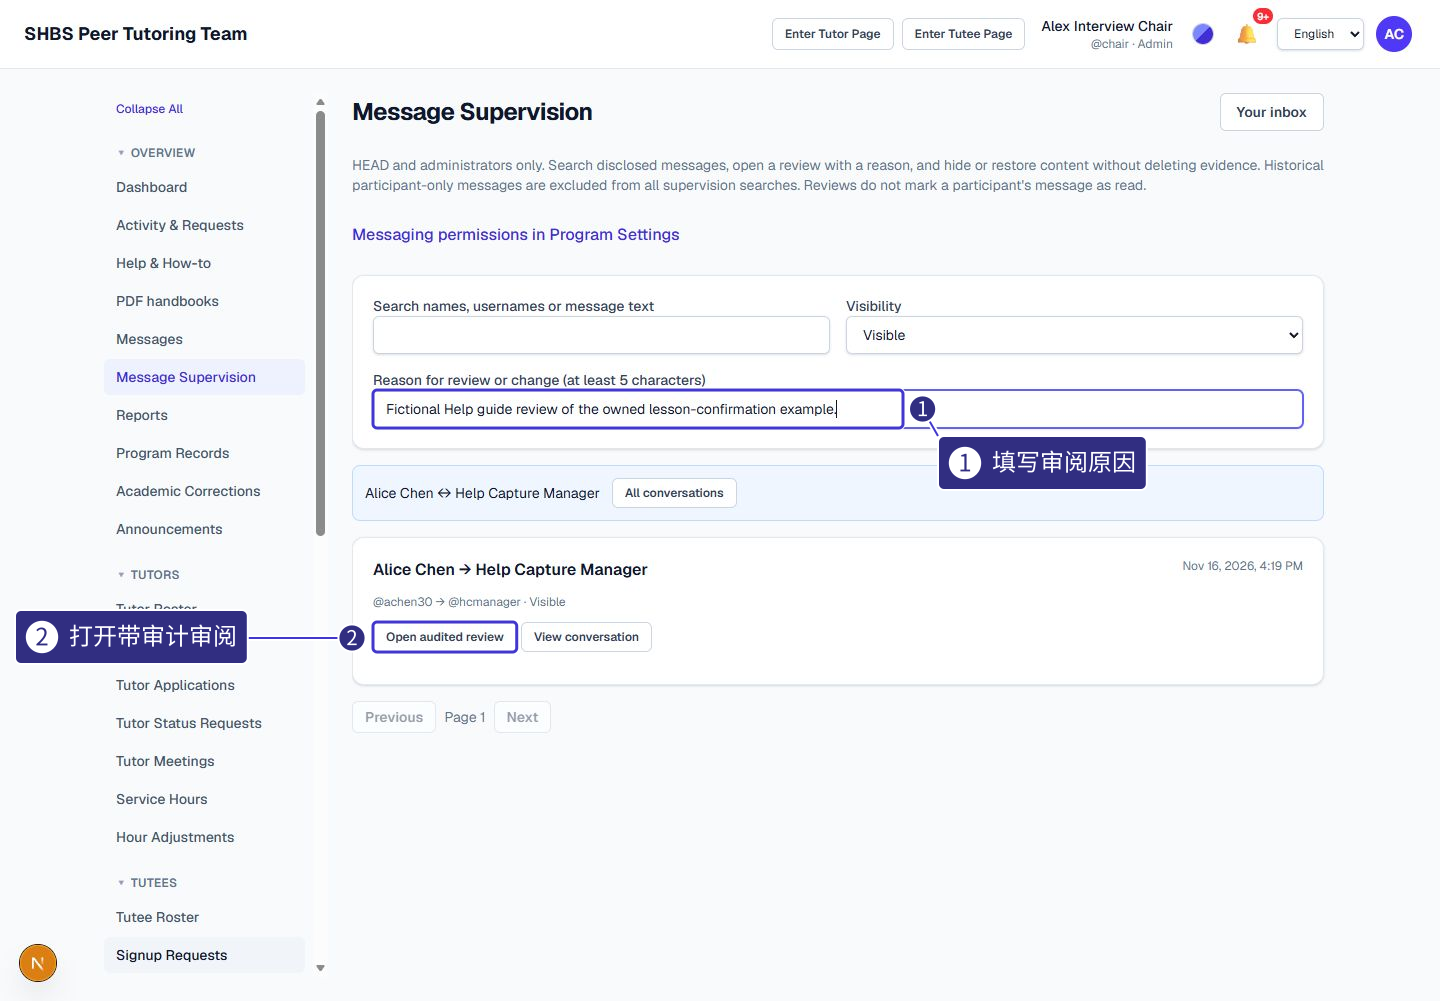 SHBS Peer Tutoring Team
Enter Tutor Page
Enter Tutee Page
Alex Interview Chair
@chair · Admin
9+
English
AC
Collapse All
OVERVIEW
Dashboard
Activity & Requests
Help & How-to
PDF handbooks
Messages
Message Supervision
Reports
Program Records
Academic Corrections
Announcements
TUTORS
Tutor Roster
Tutor Applications
Tutor Status Requests
Tutor Meetings
Service Hours
Hour Adjustments
TUTEES
Tutee Roster
Signup Requests
N
Message Supervision
Your inbox
HEAD and administrators only. Search disclosed messages, open a review with a reason, and hide or restore content without deleting evidence. Historical
participant-only messages are excluded from all supervision searches. Reviews do not mark a participant's message as read.
Messaging permissions in Program Settings
Search names, usernames or message text
Visibility
Visible
Reason for review or change (at least 5 characters)
Fictional Help guide review of the owned lesson-confirmation example.
1
1 填写审阅原因
Alice Chen ↔ Help Capture Manager
All conversations
Alice Chen → Help Capture Manager
Nov 16, 2026, 4:19 PM
@achen30 → @hcmanager · Visible
2 打开带审计审阅
2
Open audited review
View conversation
Previous
Page 1
Next